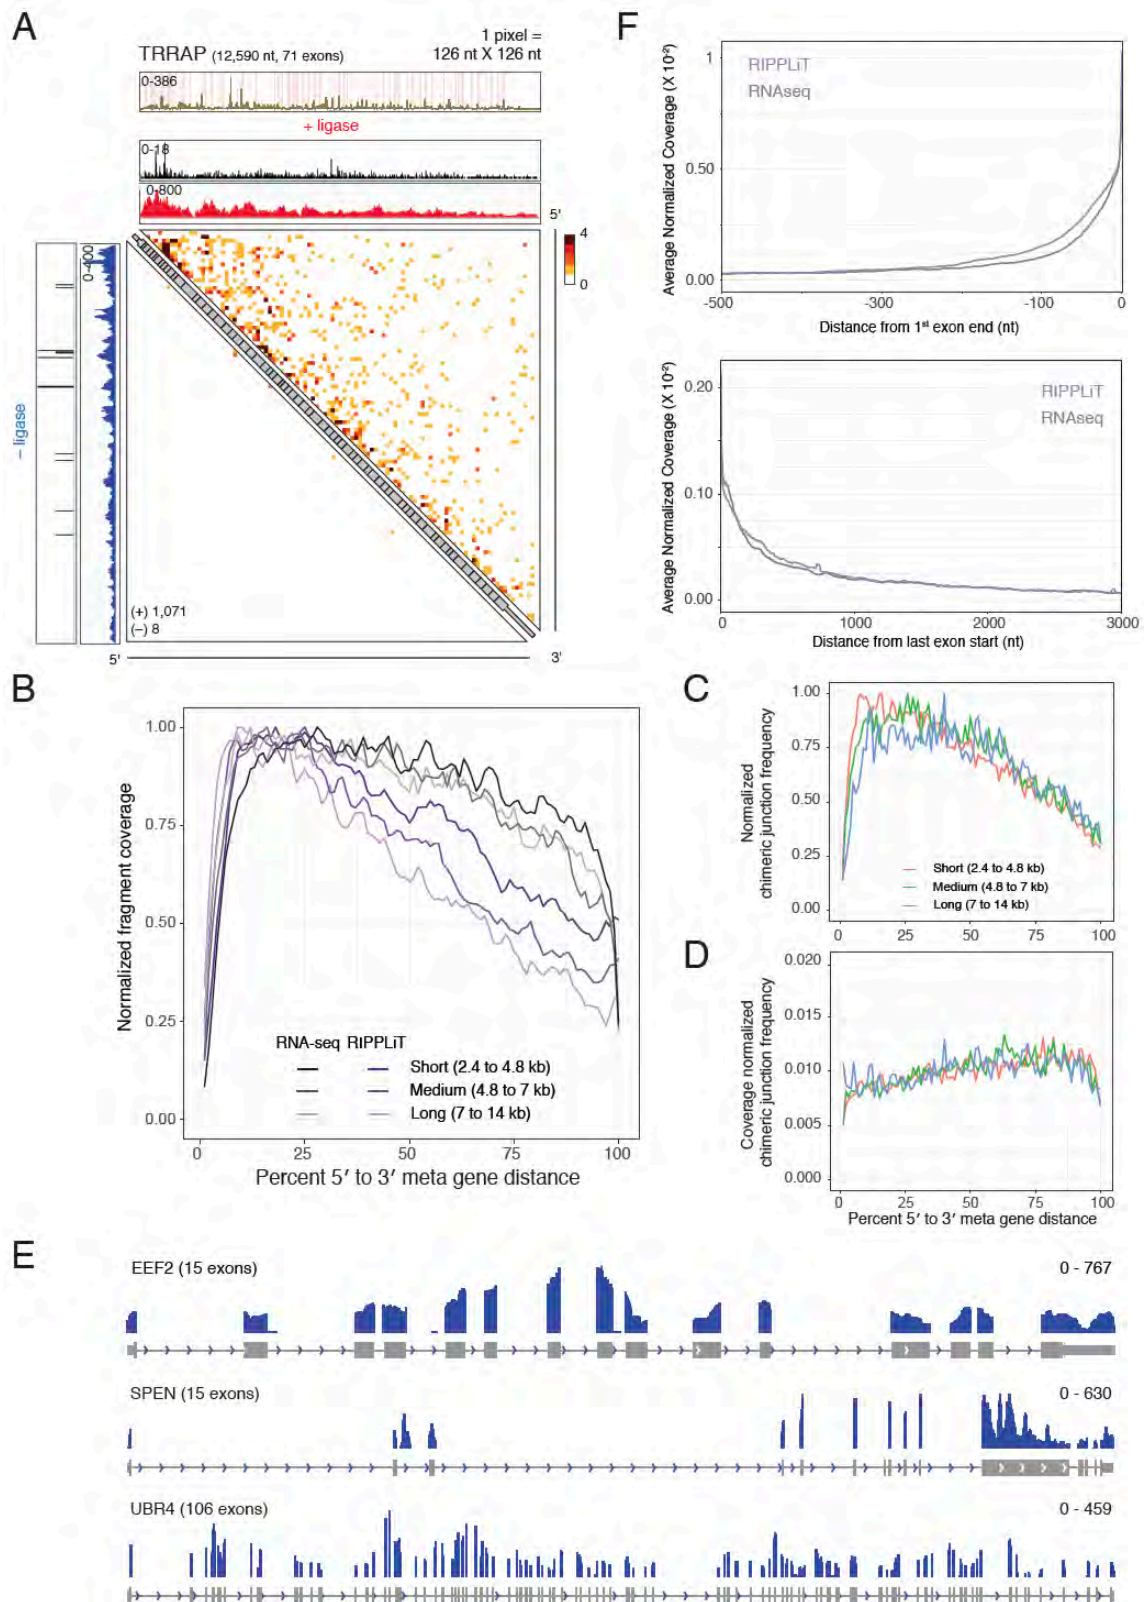 A
TRRAP (12,590 nt, 71 exons)
1 pixel =
126 nt X 126 nt
0-386
+ ligase
0-18
0-800
5'
4
0
0-400
– ligase
(+) 1,071
(–) 8
5'
3'
F
Average Normalized Coverage (X 10-2)
1
0.50
0.00
RIPPLiT
RNAseq
-500
-300
-100
0
Distance from 1st exon end (nt)
Average Normalized Coverage (X 10-2)
0.20
0.10
0.00
RIPPLiT
RNAseq
0
1000
2000
3000
Distance from last exon start (nt)
B
Normalized fragment coverage
1.00
0.75
0.50
0.25
0.00
RNA-seq RIPPLiT
Short (2.4 to 4.8 kb)
Medium (4.8 to 7 kb)
Long (7 to 14 kb)
0
25
50
75
100
Percent 5′ to 3′ meta gene distance
C
Normalized
chimeric junction frequency
1.00
0.75
0.50
0.25
0.00
Short (2.4 to 4.8 kb)
Medium (4.8 to 7 kb)
Long (7 to 14 kb)
0
25
50
75
100
D
Coverage normalized
chimeric junction frequency
0.020
0.015
0.010
0.005
0.000
0
25
50
75
100
Percent 5′ to 3′ meta gene distance
E
EEF2 (15 exons)
0 - 767
SPEN (15 exons)
0 - 630
UBR4 (106 exons)
0 - 459